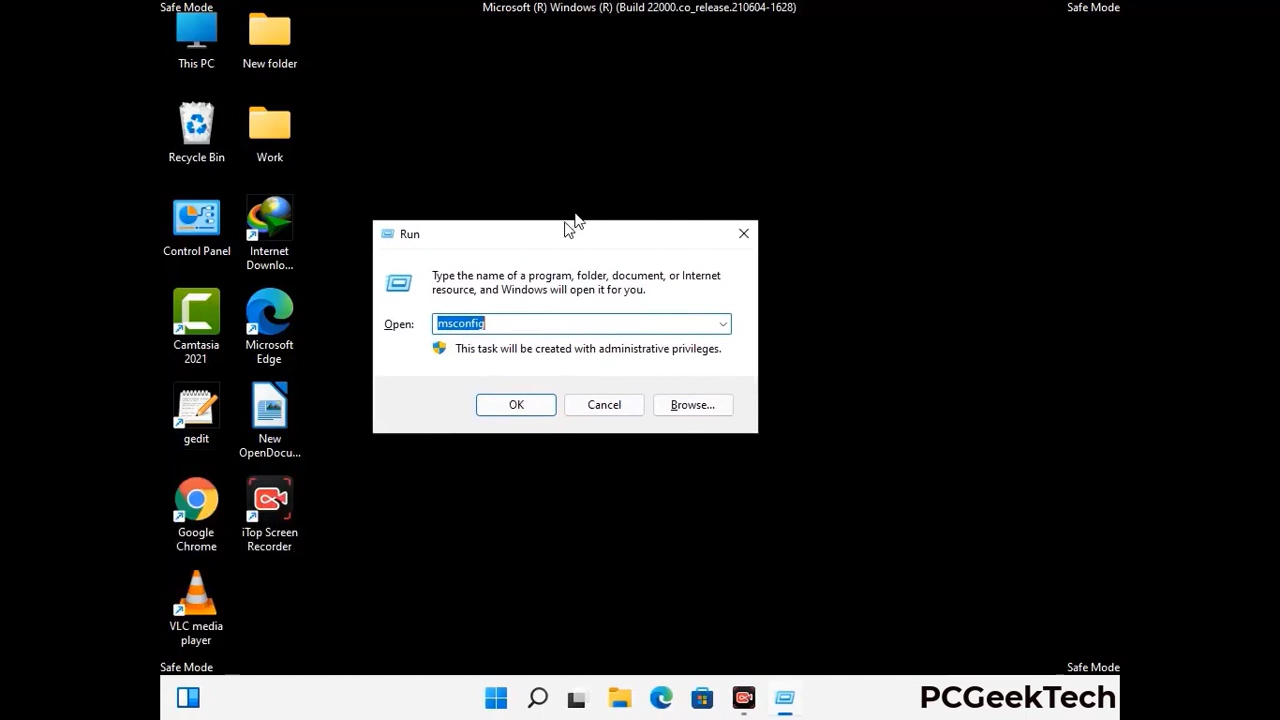 Safe Mode
Microsoft (R) Windows (R) (Build 22000.co_release.210604-1628)
Safe Mode
This PC
New folder
Recycle Bin
Work
Control Panel
Internet
Downlo...
Camtasia
2021
Microsoft
Edge
gedit
New
OpenDocu...
Google
Chrome
iTop Screen
Recorder
VLC media
player
Run
Type the name of a program, folder, document, or Internet
resource, and Windows will open it for you.
Open:
msconfig
This task will be created with administrative privileges.
OK
Cancel
Browse...
Safe Mode
Safe Mode
PCGeekTech